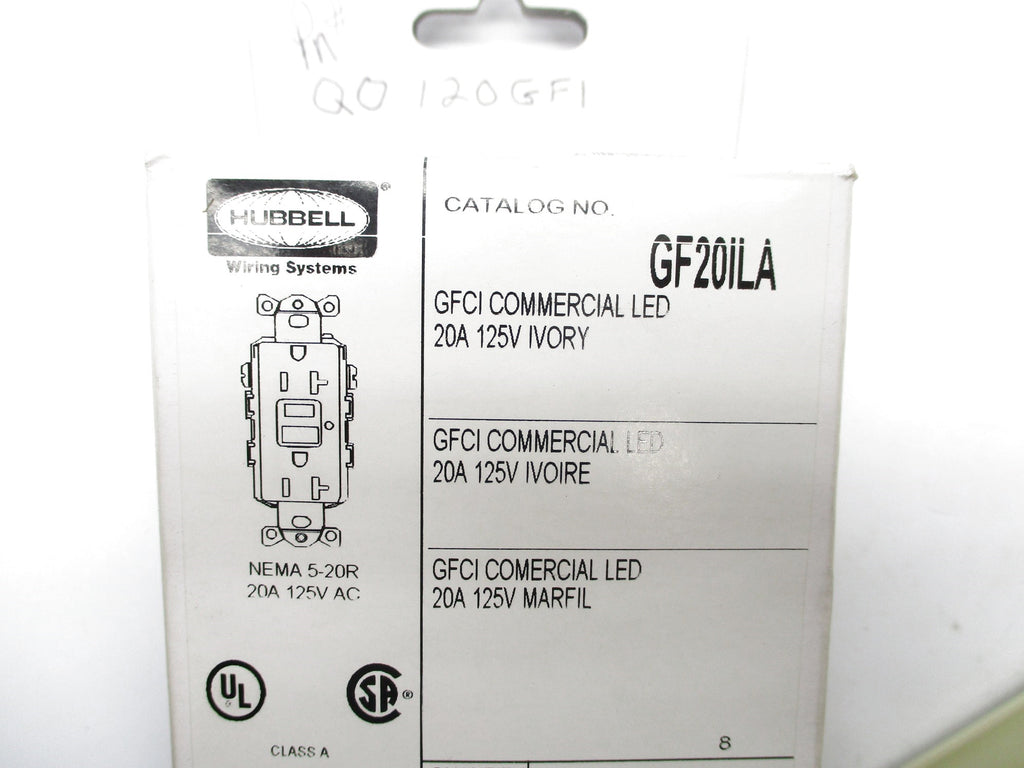 Pn#
QO 120GFI
HUBBELL®
Wiring Systems
NEMA 5-20R
20A 125V AC
UL
®
SA®
CLASS A
CATALOG NO.
GF20ILA
GFCI COMMERCIAL LED
20A 125V IVORY
GFCI COMMERCIAL LED
20A 125V IVOIRE
GFCI COMERCIAL LED
20A 125V MARFIL
8